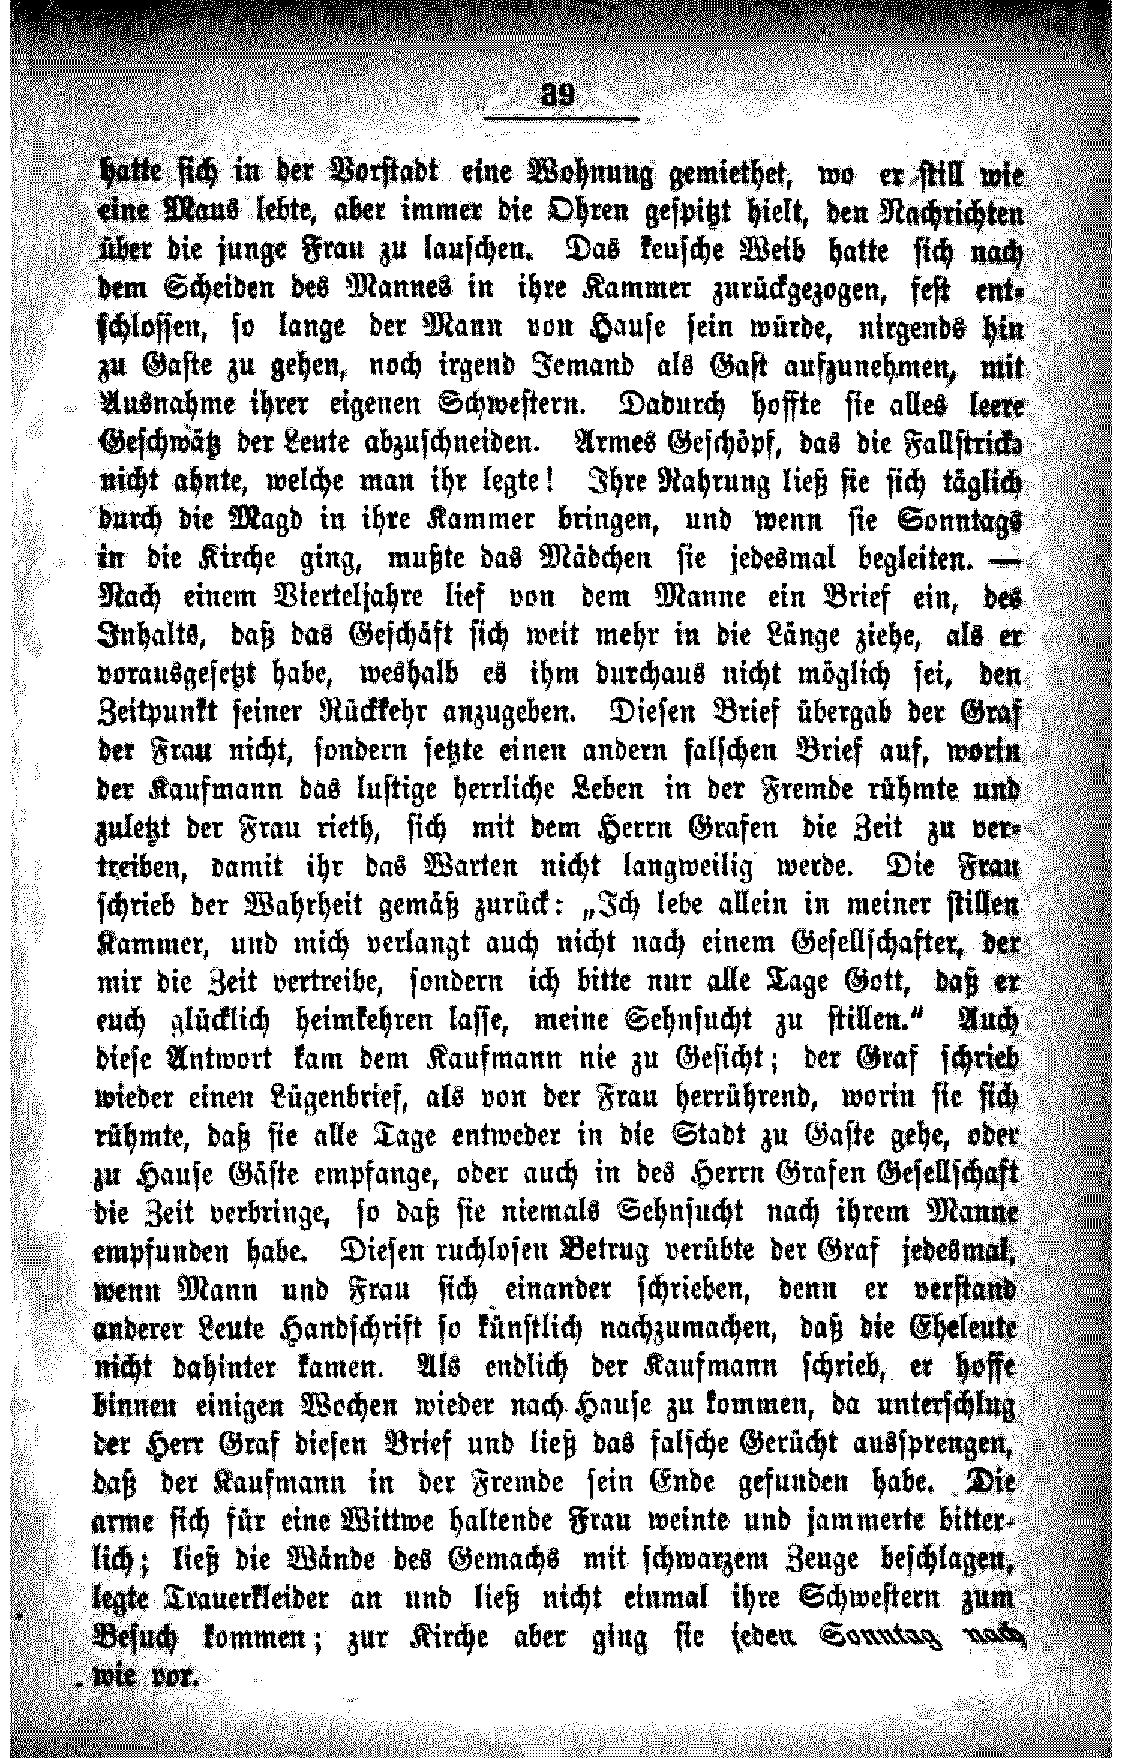 39
hatte sich in der Vorstadt eine Wohnung gemiethet, wo er still wie
eine Maus lebte, aber immer die Ohren gespitzt hielt, den Nachrichten
über die junge Frau zu lauschen. Das keusche Weib hatte sich nach
dem Scheiden des Mannes in ihre Kammer zurückgezogen, fest ent-
schlossen, so lange der Mann von Hause sein würde, nirgends hin
zu Gaste zu gehen, noch irgend Jemand als Gast aufzunehmen, mit
Ausnahme ihrer eigenen Schwestern. Dadurch hoffte sie alles leere
Geschwätz der Leute abzuschneiden. Armes Geschöpf, das die Fallstricke
nicht ahnte, welche man ihr legte! Ihre Nahrung ließ sie sich täglich
durch die Magd in ihre Kammer bringen, und wenn sie Sonntags
in die Kirche ging, mußte das Mädchen sie jedesmal begleiten. —
Nach einem Vierteljahre lief von dem Manne ein Brief ein, des
Inhalts, daß das Geschäft sich weit mehr in die Länge ziehe, als er
vorausgesetzt habe, weshalb es ihm durchaus nicht möglich sei, den
Zeitpunkt seiner Rückkehr anzugeben. Diesen Brief übergab der Graf
der Frau nicht, sondern setzte einen andern falschen Brief auf, worin
der Kaufmann das lustige herrliche Leben in der Fremde rühmte und
zuletzt der Frau rieth, sich mit dem Herrn Grafen die Zeit zu ver-
treiben, damit ihr das Warten nicht langweilig werde. Die Frau
schrieb der Wahrheit gemäß zurück: „Ich lebe allein in meiner stillen
Kammer, und mich verlangt auch nicht nach einem Gesellschafter, der
mir die Zeit vertreibe, sondern ich bitte nur alle Tage Gott, daß er
euch glücklich heimkehren lasse, meine Sehnsucht zu stillen.“ Auch
diese Antwort kam dem Kaufmann nie zu Gesicht; der Graf schrieb
wieder einen Lügenbrief, als von der Frau herrührend, worin sie sich
rühmte, daß sie alle Tage entweder in die Stadt zu Gaste gehe, oder
zu Hause Gäste empfange, oder auch in des Herrn Grafen Gesellschaft
die Zeit verbringe, so daß sie niemals Sehnsucht nach ihrem Manne
empfunden habe. Diesen ruchlosen Betrug verübte der Graf jedesmal,
wenn Mann und Frau sich einander schrieben, denn er verstand
anderer Leute Handschrift so künstlich nachzumachen, daß die Eheleute
nicht dahinter kamen. Als endlich der Kaufmann schrieb, er hoffe
binnen einigen Wochen wieder nach Hause zu kommen, da unterschlug
der Herr Graf diesen Brief und ließ das falsche Gerücht aussprengen,
daß der Kaufmann in der Fremde sein Ende gefunden habe. Die
arme sich für eine Wittwe haltende Frau weinte und jammerte bitter-
lich; ließ die Wände des Gemachs mit schwarzem Zeuge beschlagen,
legte Trauerkleider an und ließ nicht einmal ihre Schwestern zum
Besuch kommen; zur Kirche aber ging sie jeden Sonntag nach
wie vor.